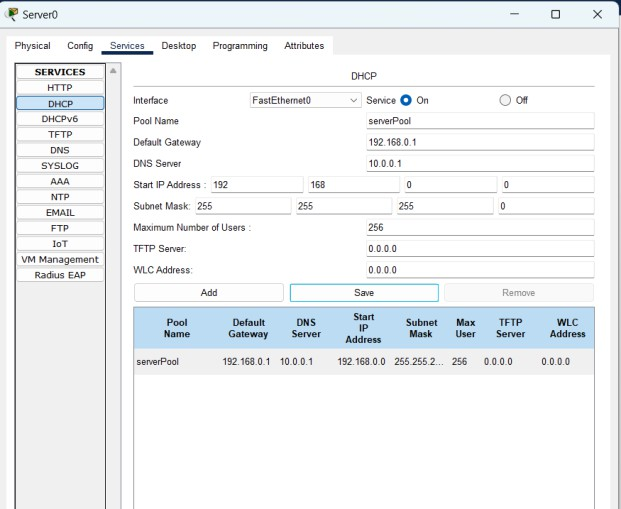 Server0
Physical Config Services Desktop Programming Attributes
SERVICES
HTTP
DHCP
DHCPv6
TFTP
DNS
SYSLOG
AAA
NTP
EMAIL
FTP
IoT
VM Management
Radius EAP
DHCP
Interface FastEthernet0 Service On Off
Pool Name serverPool
Default Gateway 192.168.0.1
DNS Server 10.0.0.1
Start IP Address : 192 168 0 0
Subnet Mask: 255 255 255 0
Maximum Number of Users : 256
TFTP Server: 0.0.0.0
WLC Address: 0.0.0.0
Add Save Remove
Pool Name Default Gateway DNS Server Start IP Address Subnet Mask Max User TFTP Server WLC Address
serverPool 192.168.0.1 10.0.0.1 192.168.0.0 255.255.2... 256 0.0.0.0 0.0.0.0